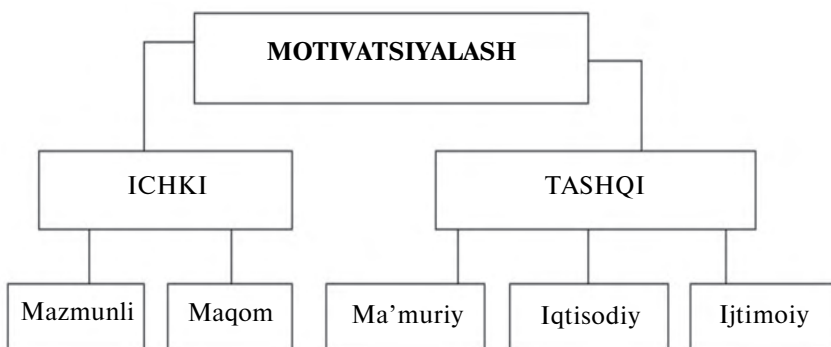 MOTIVATSIYALASH
ICHKI
TASHQI
Mazmunli
Maqom
Ma’muriy
Iqtisodiy
Ijtimoiy